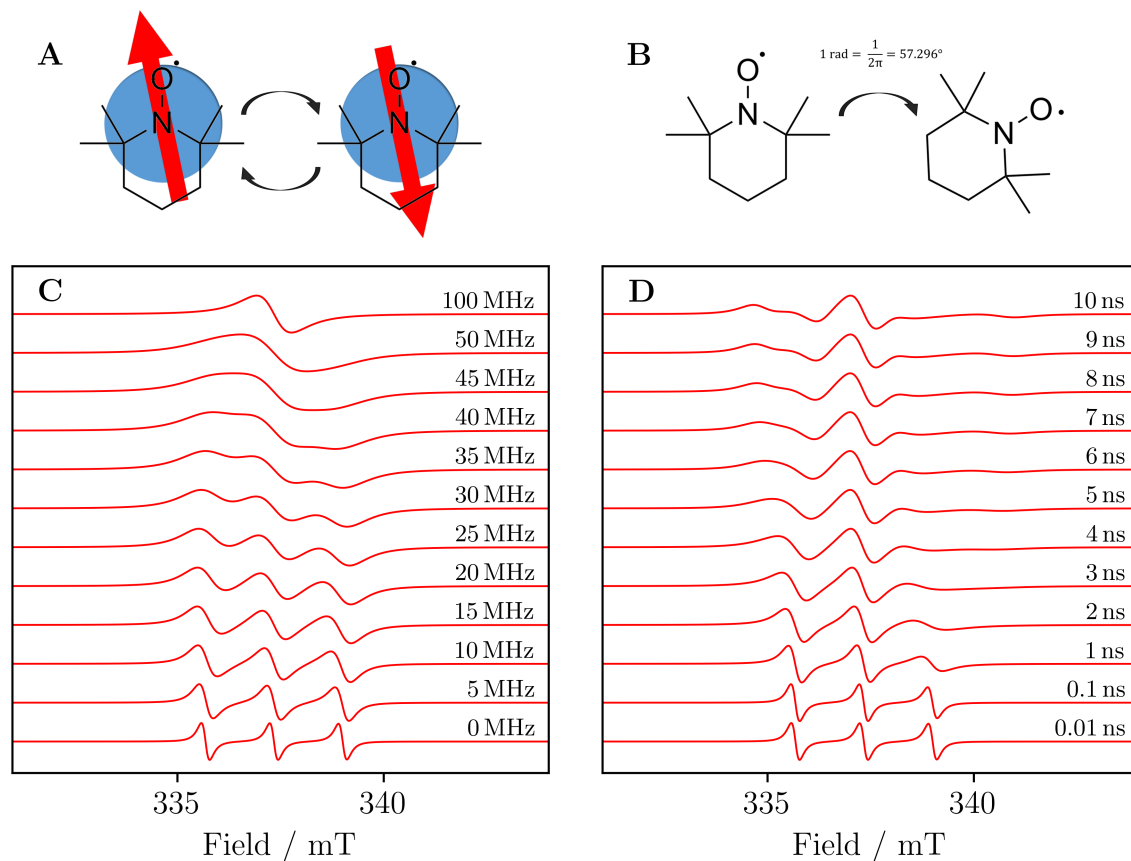 A
O
N
O
N
B
1 rad = 1/2π = 57.296°
O
N
N
O
C
100 MHz
50 MHz
45 MHz
40 MHz
35 MHz
30 MHz
25 MHz
20 MHz
15 MHz
10 MHz
5 MHz
0 MHz
335
340
Field / mT
D
10 ns
9 ns
8 ns
7 ns
6 ns
5 ns
4 ns
3 ns
2 ns
1 ns
0.1 ns
0.01 ns
335
340
Field / mT